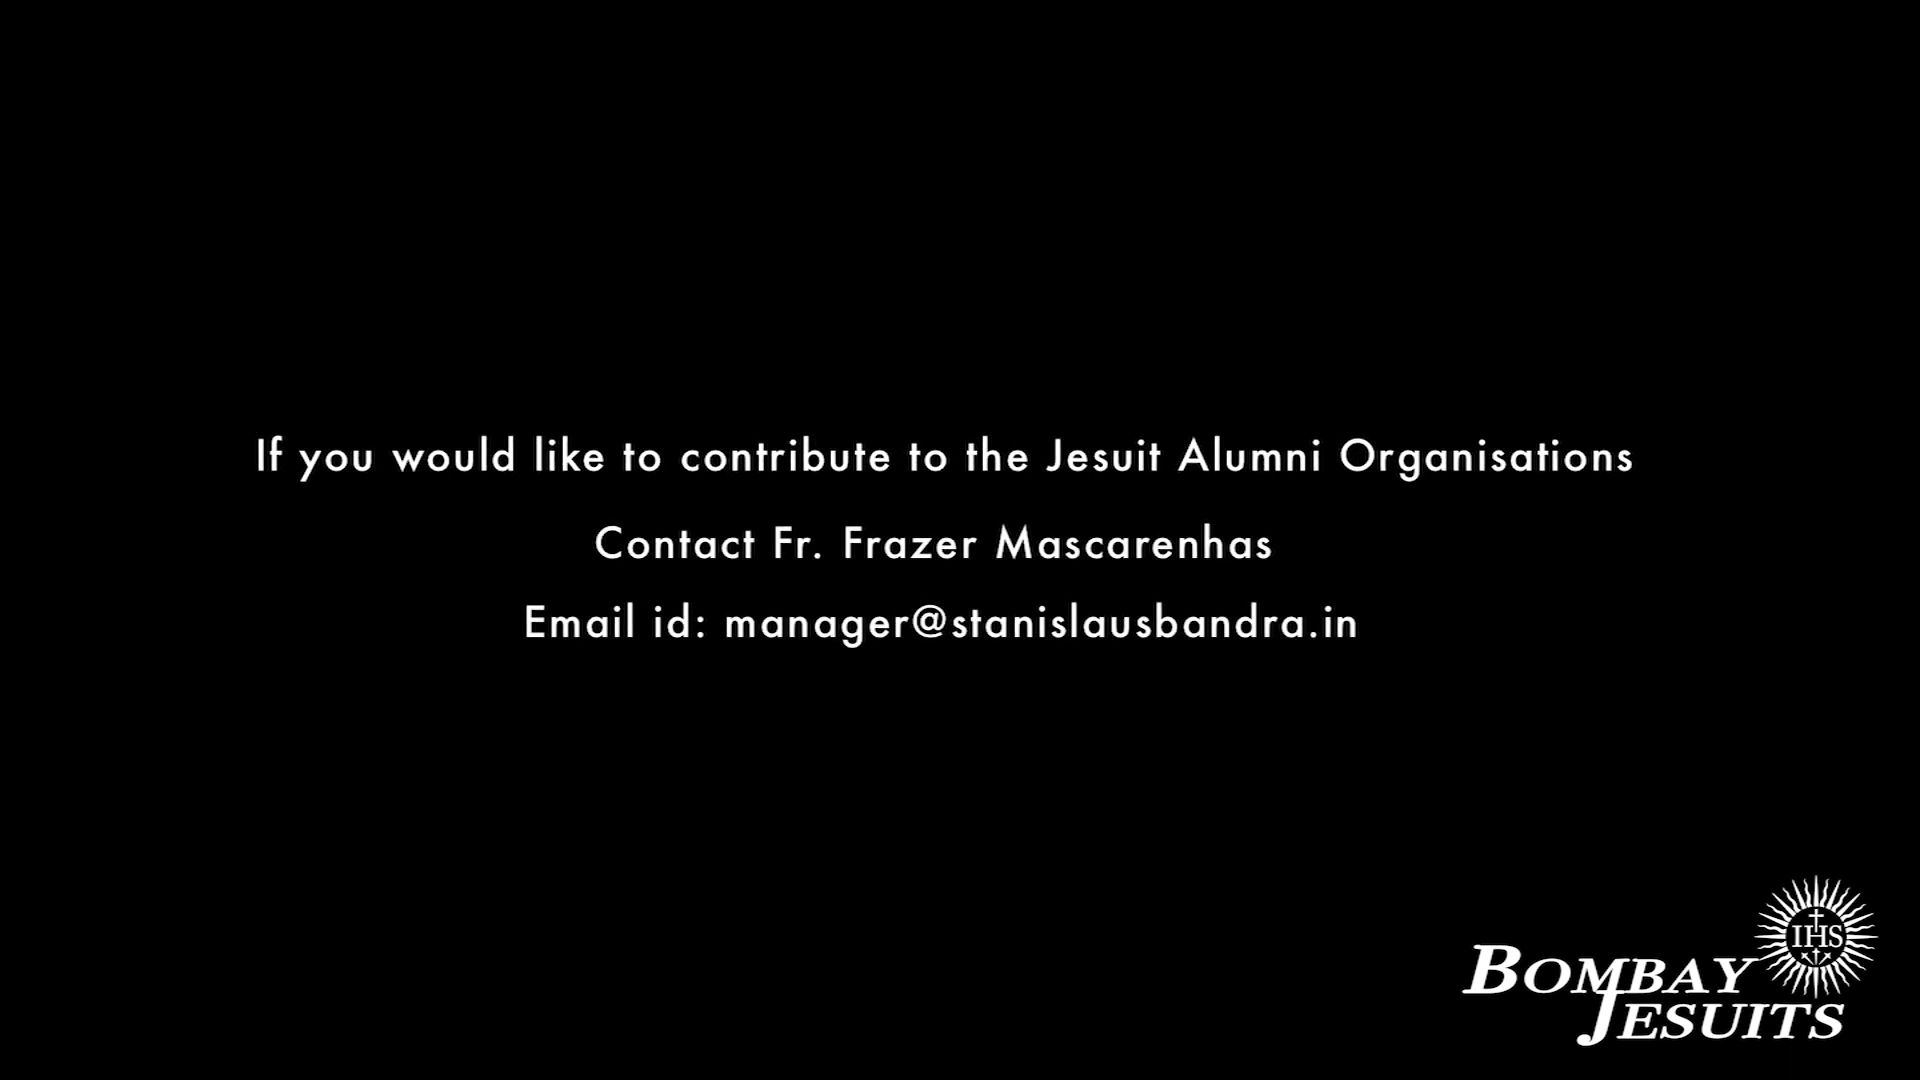 If you would like to contribute to the Jesuit Alumni Organisations
Contact Fr. Frazer Mascarenhas
Email id: manager@stanislausbandra.in
IHS
BOMBAY
JESUITS